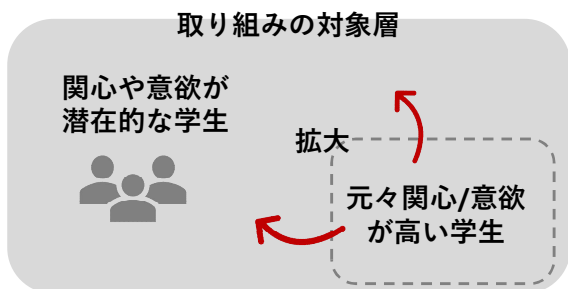 取り組みの対象層
関心や意欲が
潜在的な学生
拡大
元々関心/意欲
が高い学生